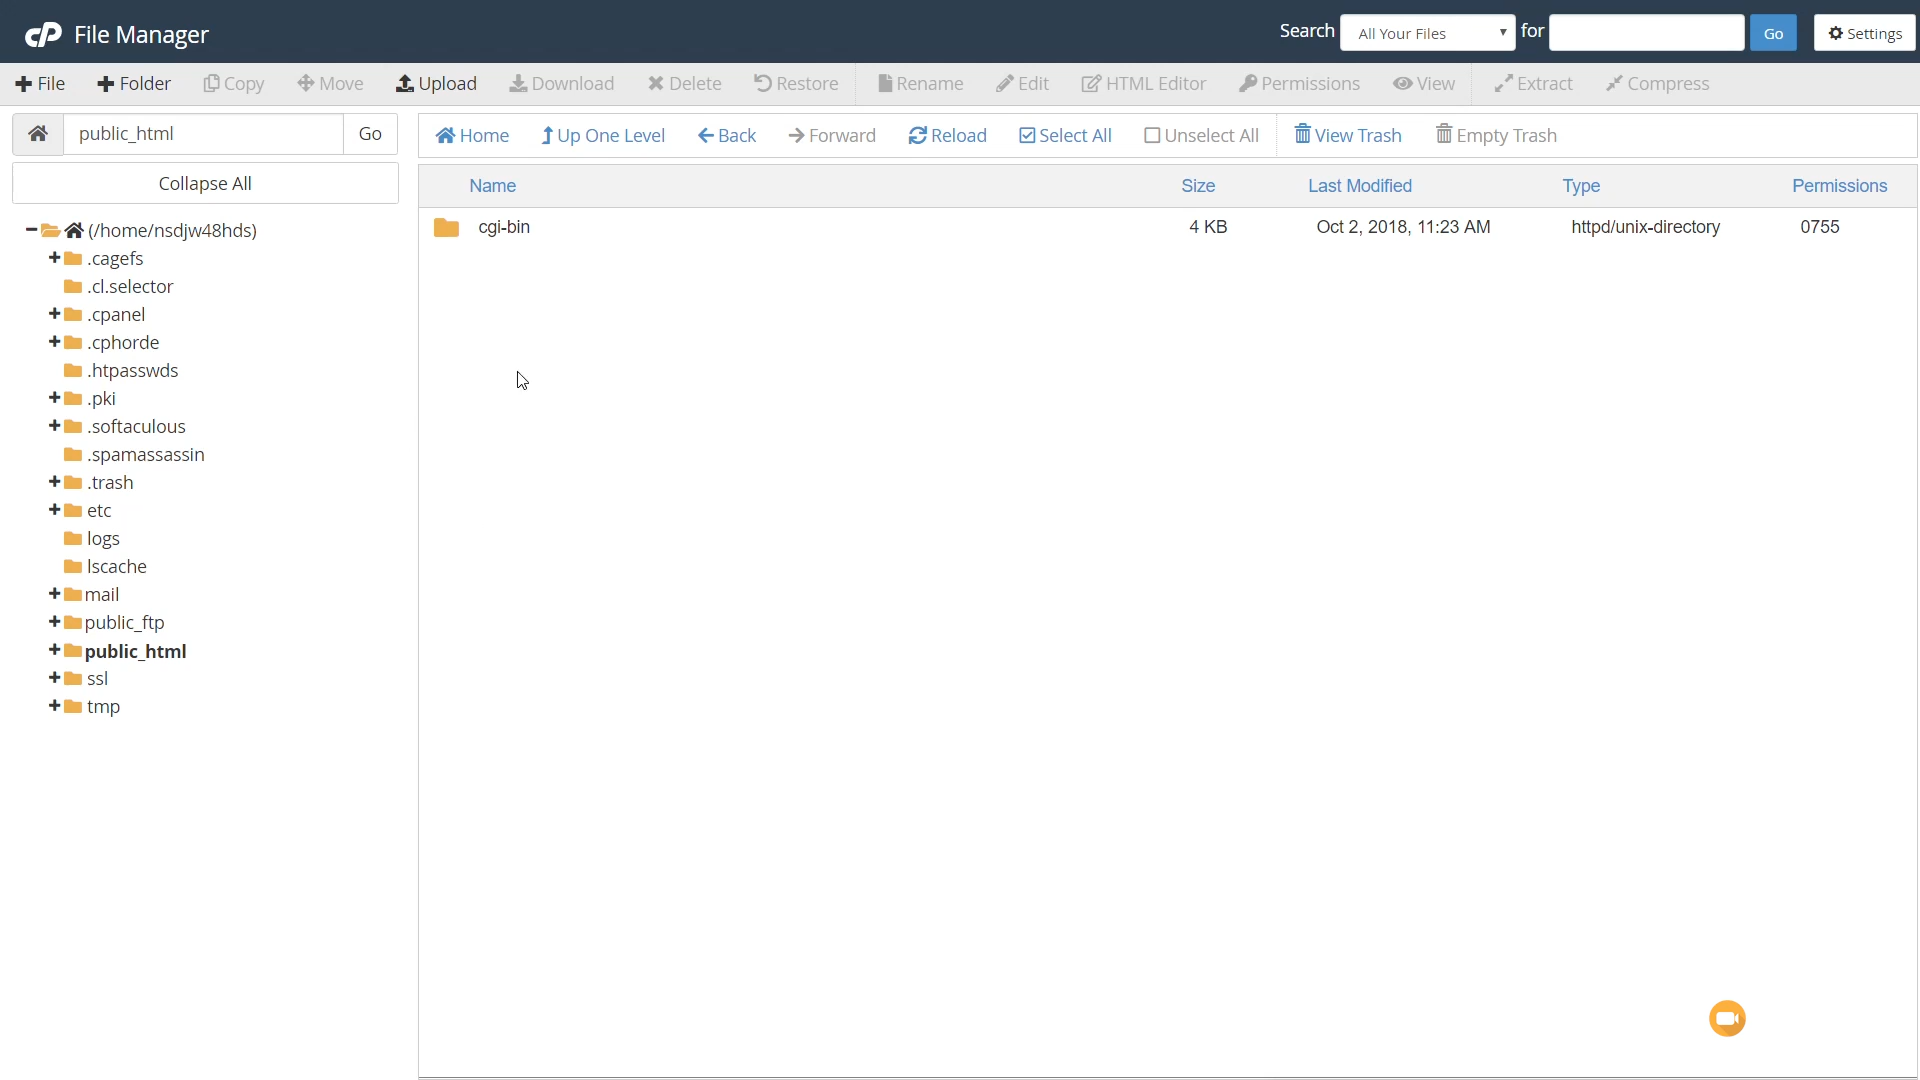 cP File Manager
Search All Your Files for Go Settings
File Folder Copy Move Upload Download Delete Restore Rename Edit HTML Editor Permissions View Extract Compress
public_html Go
Home Up One Level Back Forward Reload Select All Unselect All View Trash Empty Trash
Collapse All
Name Size Last Modified Type Permissions
cgi-bin 4 KB Oct 2, 2018, 11:23 AM httpd/unix-directory 0755
(/home/nsdjw48hds)
.cagefs
.cl.selector
.cpanel
.cphorde
.htpasswds
.pki
.softaculous
.spamassassin
.trash
etc
logs
lscache
mail
public_ftp
public_html
ssl
tmp